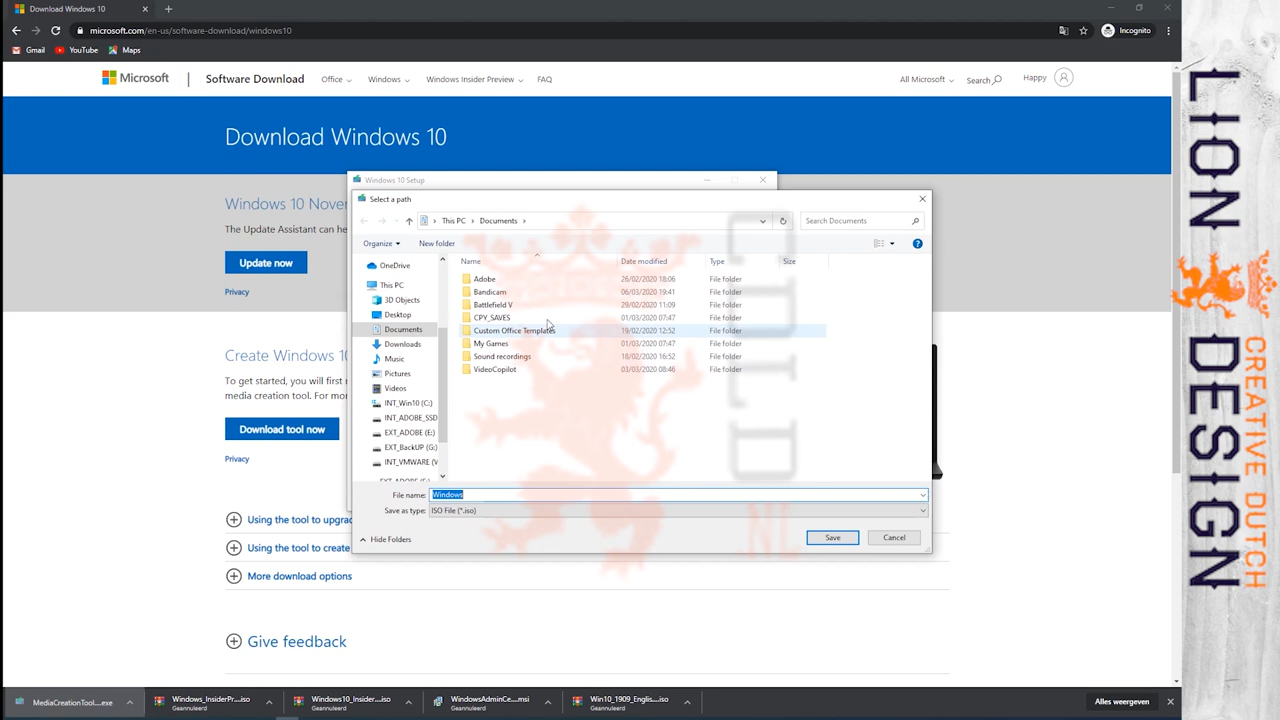 Download Windows 10
microsoft.com/en-us/software-download/windows10
Incognito
Gmail
YouTube
Maps
Microsoft
Software Download
Office
Windows
Windows Insider Preview
FAQ
All Microsoft
Search
Happy
Download Windows 10
Windows 10 Nover
The Update Assistant can he
Update now
Privacy
Create Windows 10
To get started, you will first
media creation tool. For mor
Download tool now
Privacy
Using the tool to upgrad
Using the tool to create
More download options
Give feedback
Windows 10 Setup
Select a path
This PC
Documents
Search Documents
Organize
New folder
OneDrive
This PC
3D Objects
Desktop
Documents
Downloads
Music
Pictures
Videos
INT_Win10 (C:)
INT_ADOBE_SSD
EXT_ADOBE (E:)
EXT_BackUP (G:)
INT_VMWARE (V
Name Date modified Type Size
Adobe 26/02/2020 18:06 File folder
Bandicam 06/03/2020 19:41 File folder
Battlefield V 29/02/2020 11:09 File folder
CPY_SAVES 01/03/2020 07:47 File folder
Custom Office Templates 19/02/2020 12:52 File folder
My Games 01/03/2020 07:47 File folder
Sound recordings 18/02/2020 16:52 File folder
VideoCopilot 03/03/2020 08:46 File folder
File name: Windows
Save as type: ISO File (*.iso)
Hide Folders
Save
Cancel
MediaCreationTool....exe
Windows_InsiderPr....iso
Geannuleerd
Windows10_Insider....iso
Geannuleerd
WindowsAdminCe....msi
Geannuleerd
Win10_1909_Englis....iso
Geannuleerd
Alles weergeven
LION
DESIGN
CREATIVE DUTCH